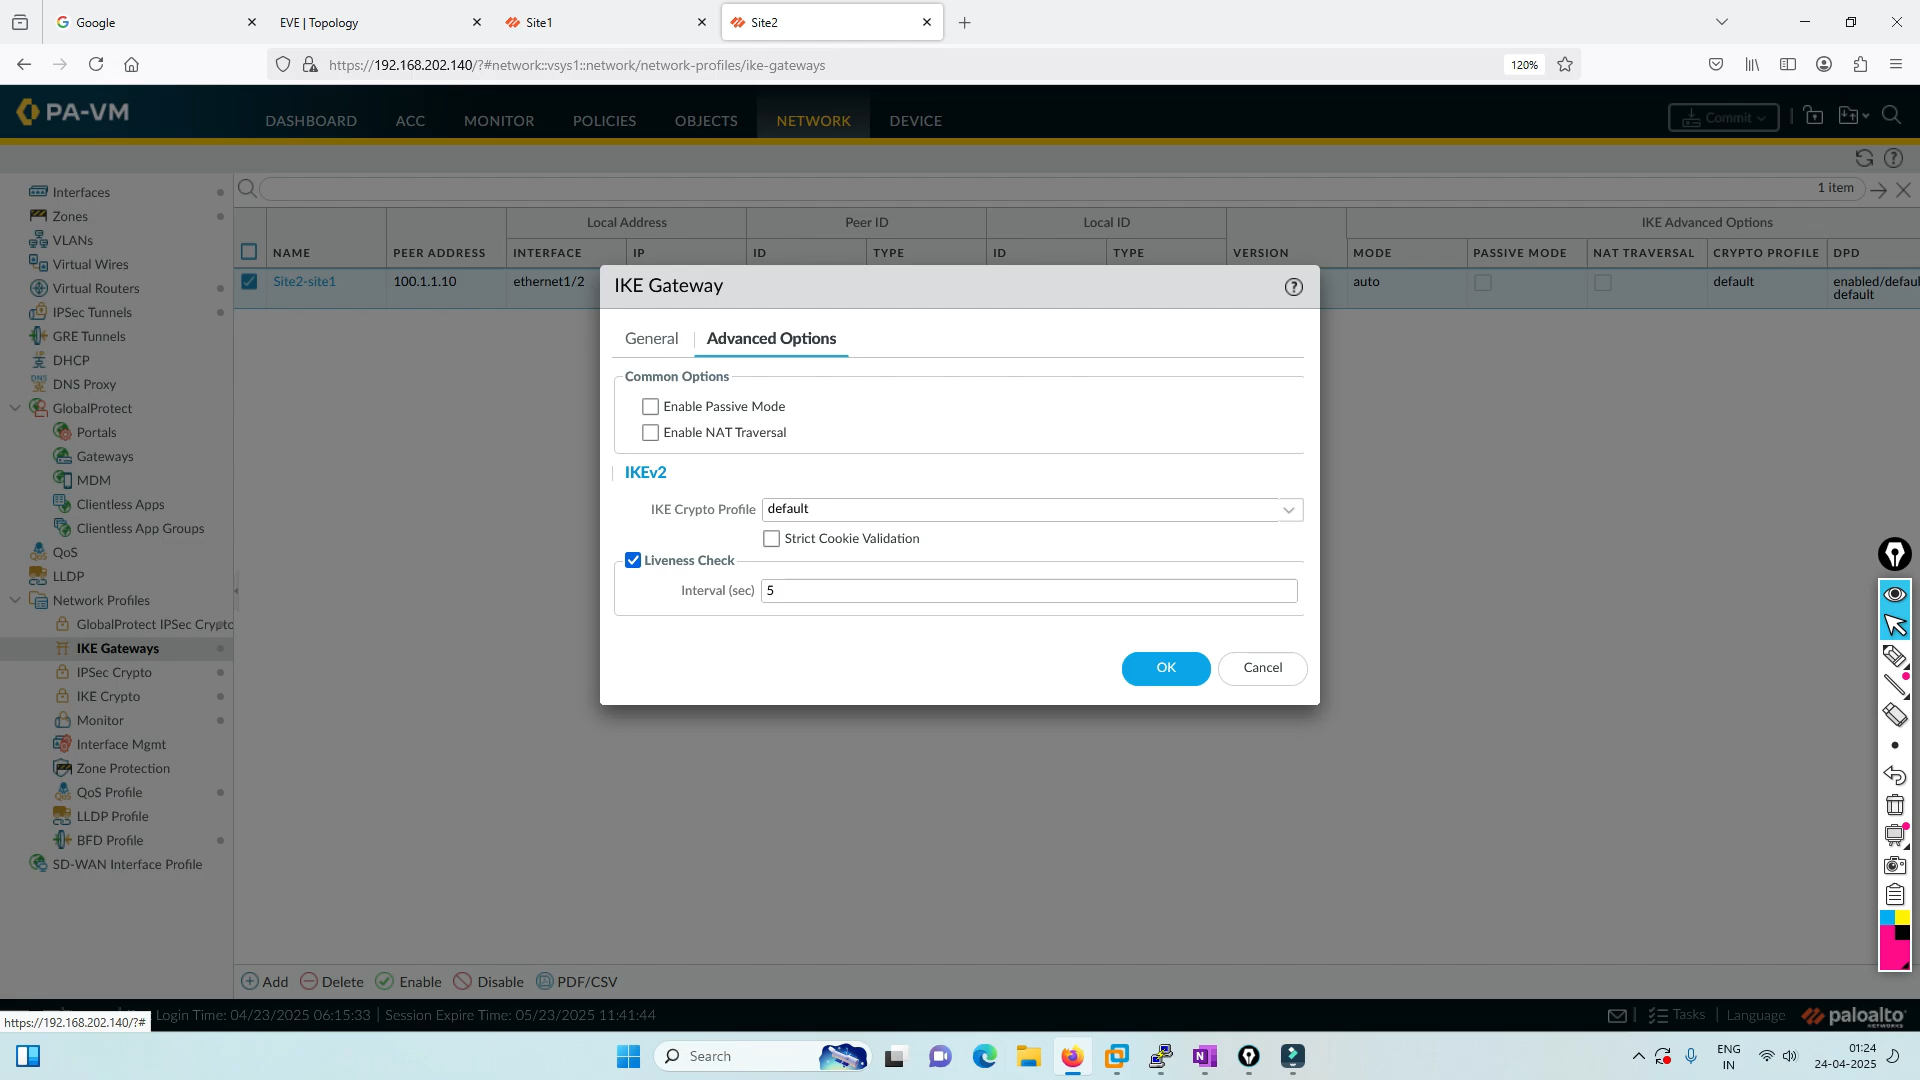 Google
EVE | Topology
Site1
Site2
https://192.168.202.140/?#network::vsys1::network/network-profiles/ike-gateways
120%
PA-VM
DASHBOARD
ACC
MONITOR
POLICIES
OBJECTS
NETWORK
DEVICE
Commit
1 item
Interfaces
Zones
VLANs
Virtual Wires
Virtual Routers
IPSec Tunnels
GRE Tunnels
DHCP
DNS Proxy
GlobalProtect
Portals
Gateways
MDM
Clientless Apps
Clientless App Groups
QoS
LLDP
Network Profiles
GlobalProtect IPSec Crypto
IKE Gateways
IPSec Crypto
IKE Crypto
Monitor
Interface Mgmt
Zone Protection
QoS Profile
LLDP Profile
BFD Profile
SD-WAN Interface Profile
Local Address
Peer ID
Local ID
IKE Advanced Options
NAME
PEER ADDRESS
INTERFACE
IP
ID
TYPE
ID
TYPE
VERSION
MODE
PASSIVE MODE
NAT TRAVERSAL
CRYPTO PROFILE
DPD
Site2-site1
100.1.1.10
ethernet1/2
auto
default
enabled/defaul
default
IKE Gateway
General
Advanced Options
Common Options
Enable Passive Mode
Enable NAT Traversal
IKEv2
IKE Crypto Profile
default
Strict Cookie Validation
Liveness Check
Interval (sec)
5
OK
Cancel
Add
Delete
Enable
Disable
PDF/CSV
https://192.168.202.140/?#
Login Time: 04/23/2025 06:15:33 | Session Expire Time: 05/23/2025 11:41:44
Tasks
Language
paloalto
NETWORKS
Search
ENG
IN
01:24
24-04-2025